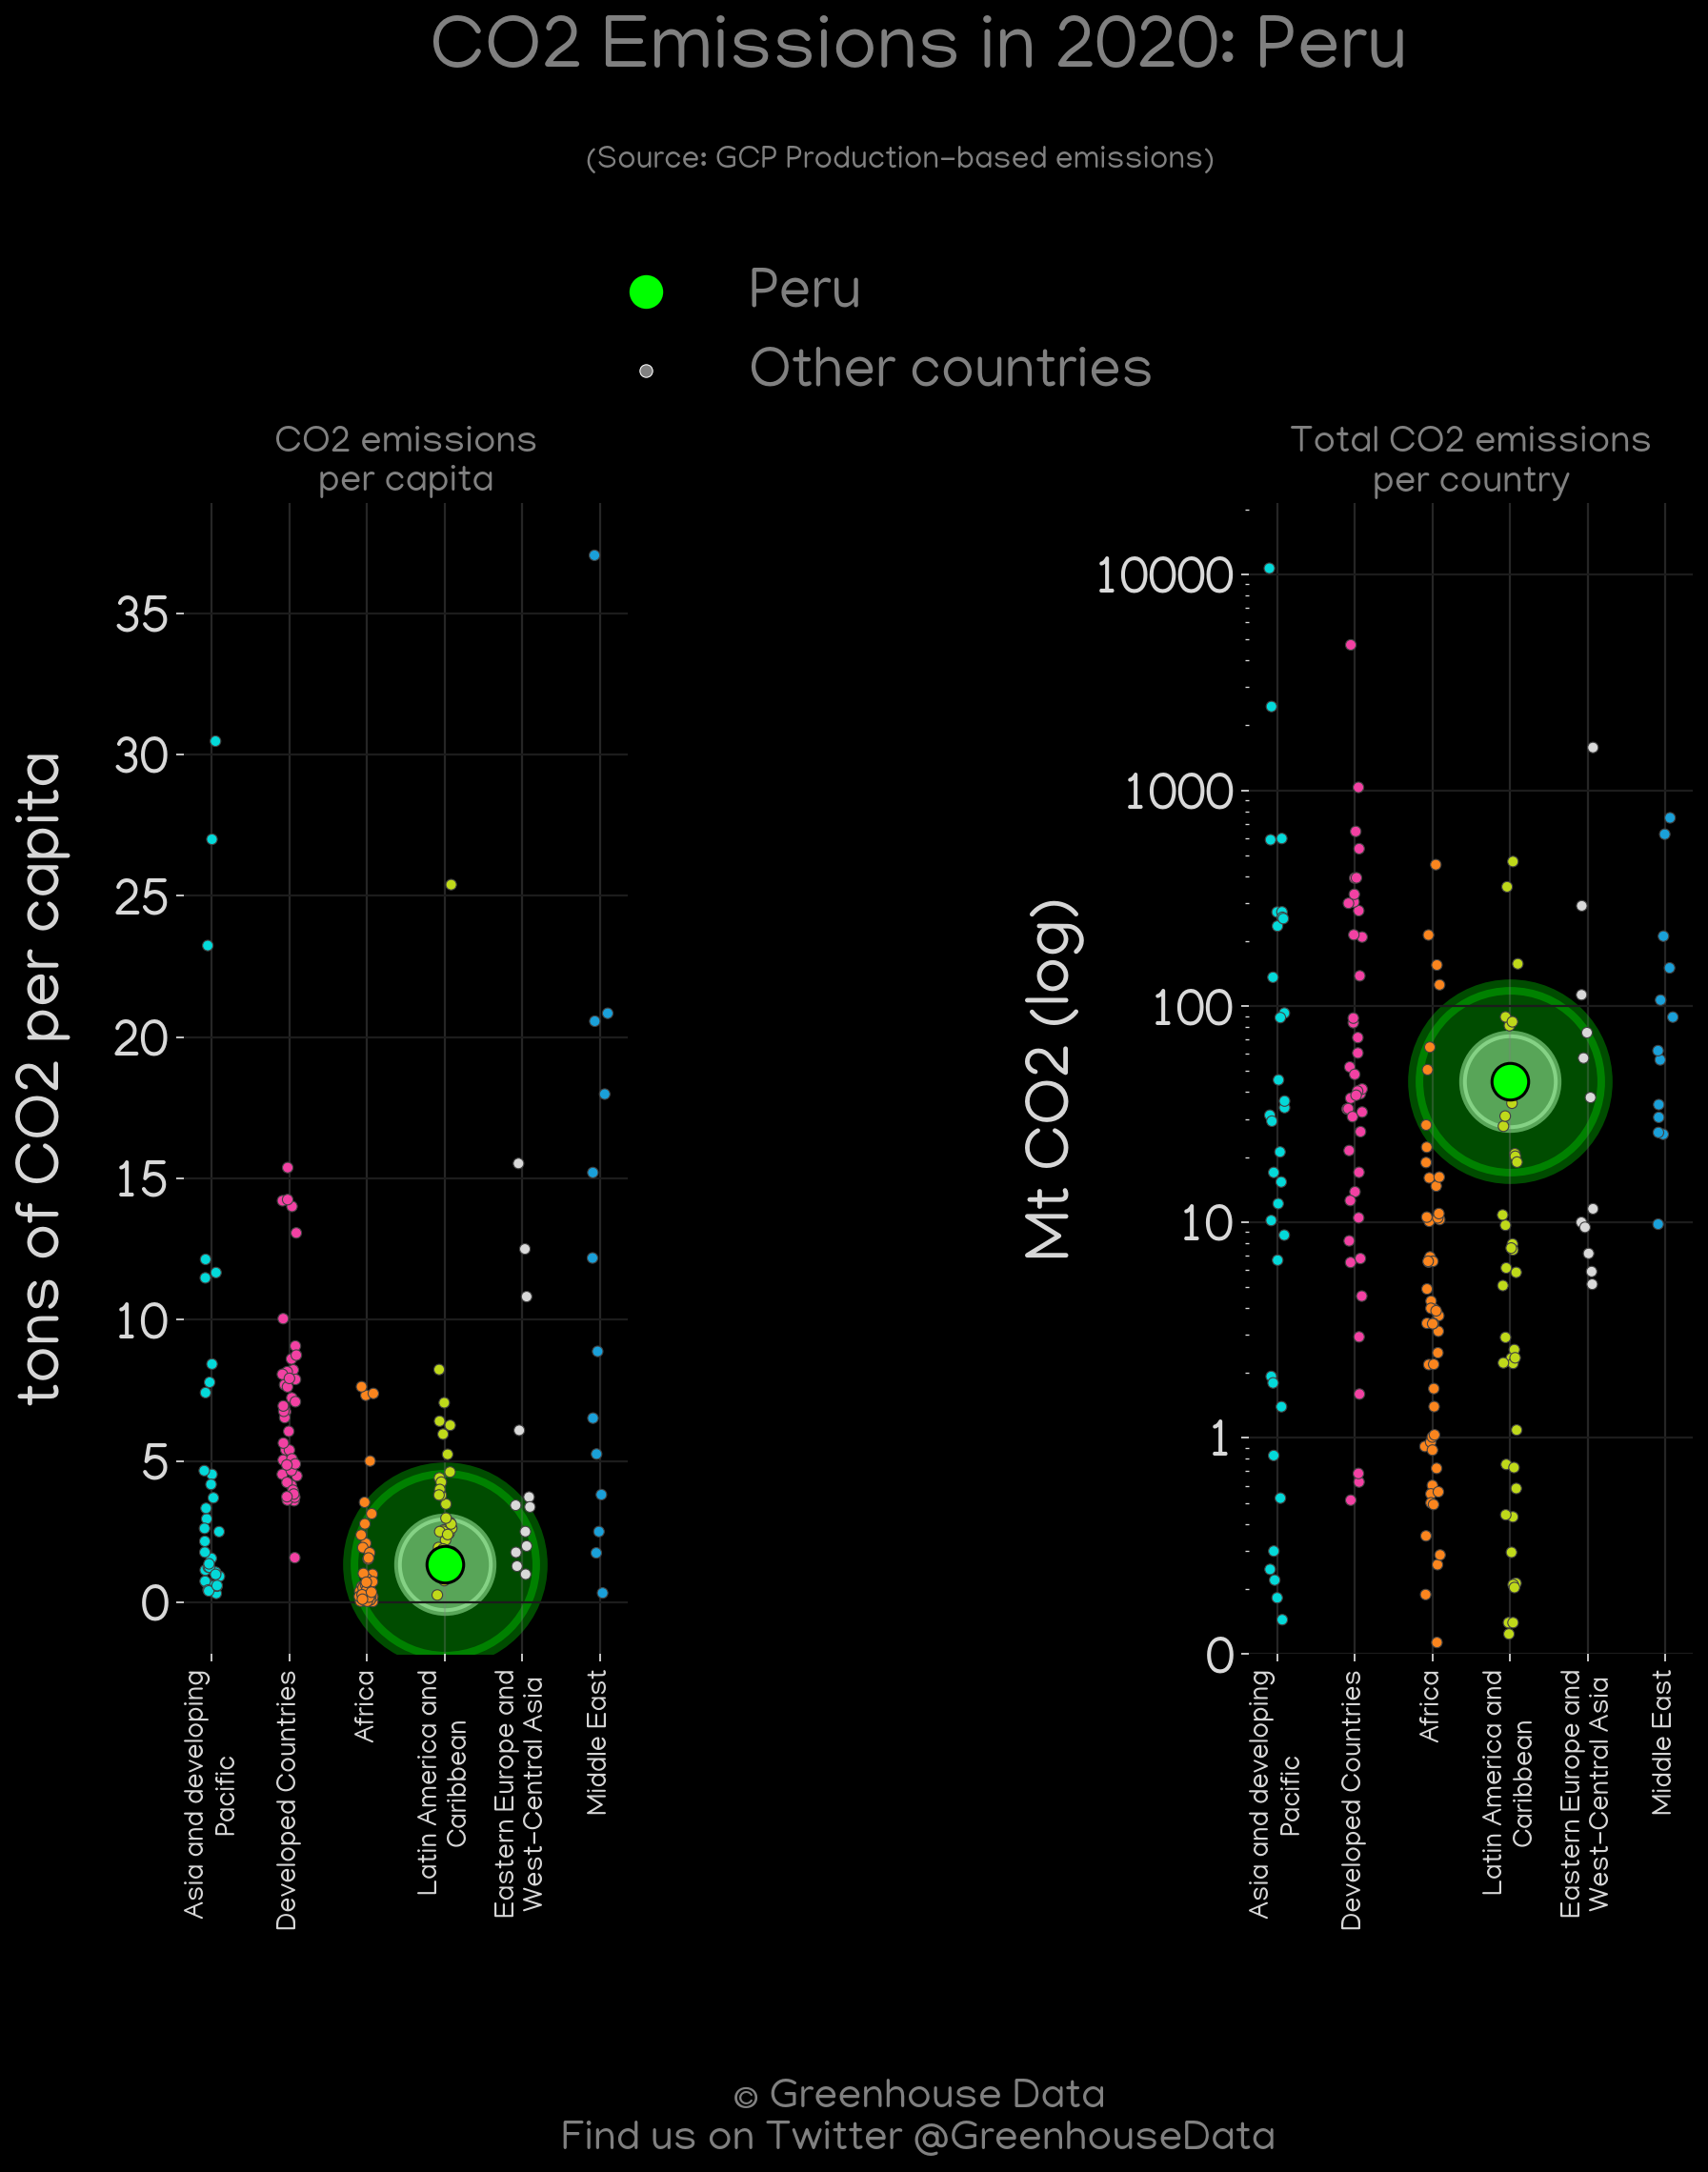 CO2 Emissions in 2020: Peru
(Source: GCP Production-based emissions)
Peru
Other countries
CO2 emissions
per capita
tons of CO2 per capita
35
30
25
20
15
10
5
0
Asia and developing
Pacific
Developed Countries
Africa
Latin America and
Caribbean
Eastern Europe and
West-Central Asia
Middle East
Total CO2 emissions
per country
Mt CO2 (log)
10000
1000
100
10
1
0
Asia and developing
Pacific
Developed Countries
Africa
Latin America and
Caribbean
Eastern Europe and
West-Central Asia
Middle East
© Greenhouse Data
Find us on Twitter @GreenhouseData